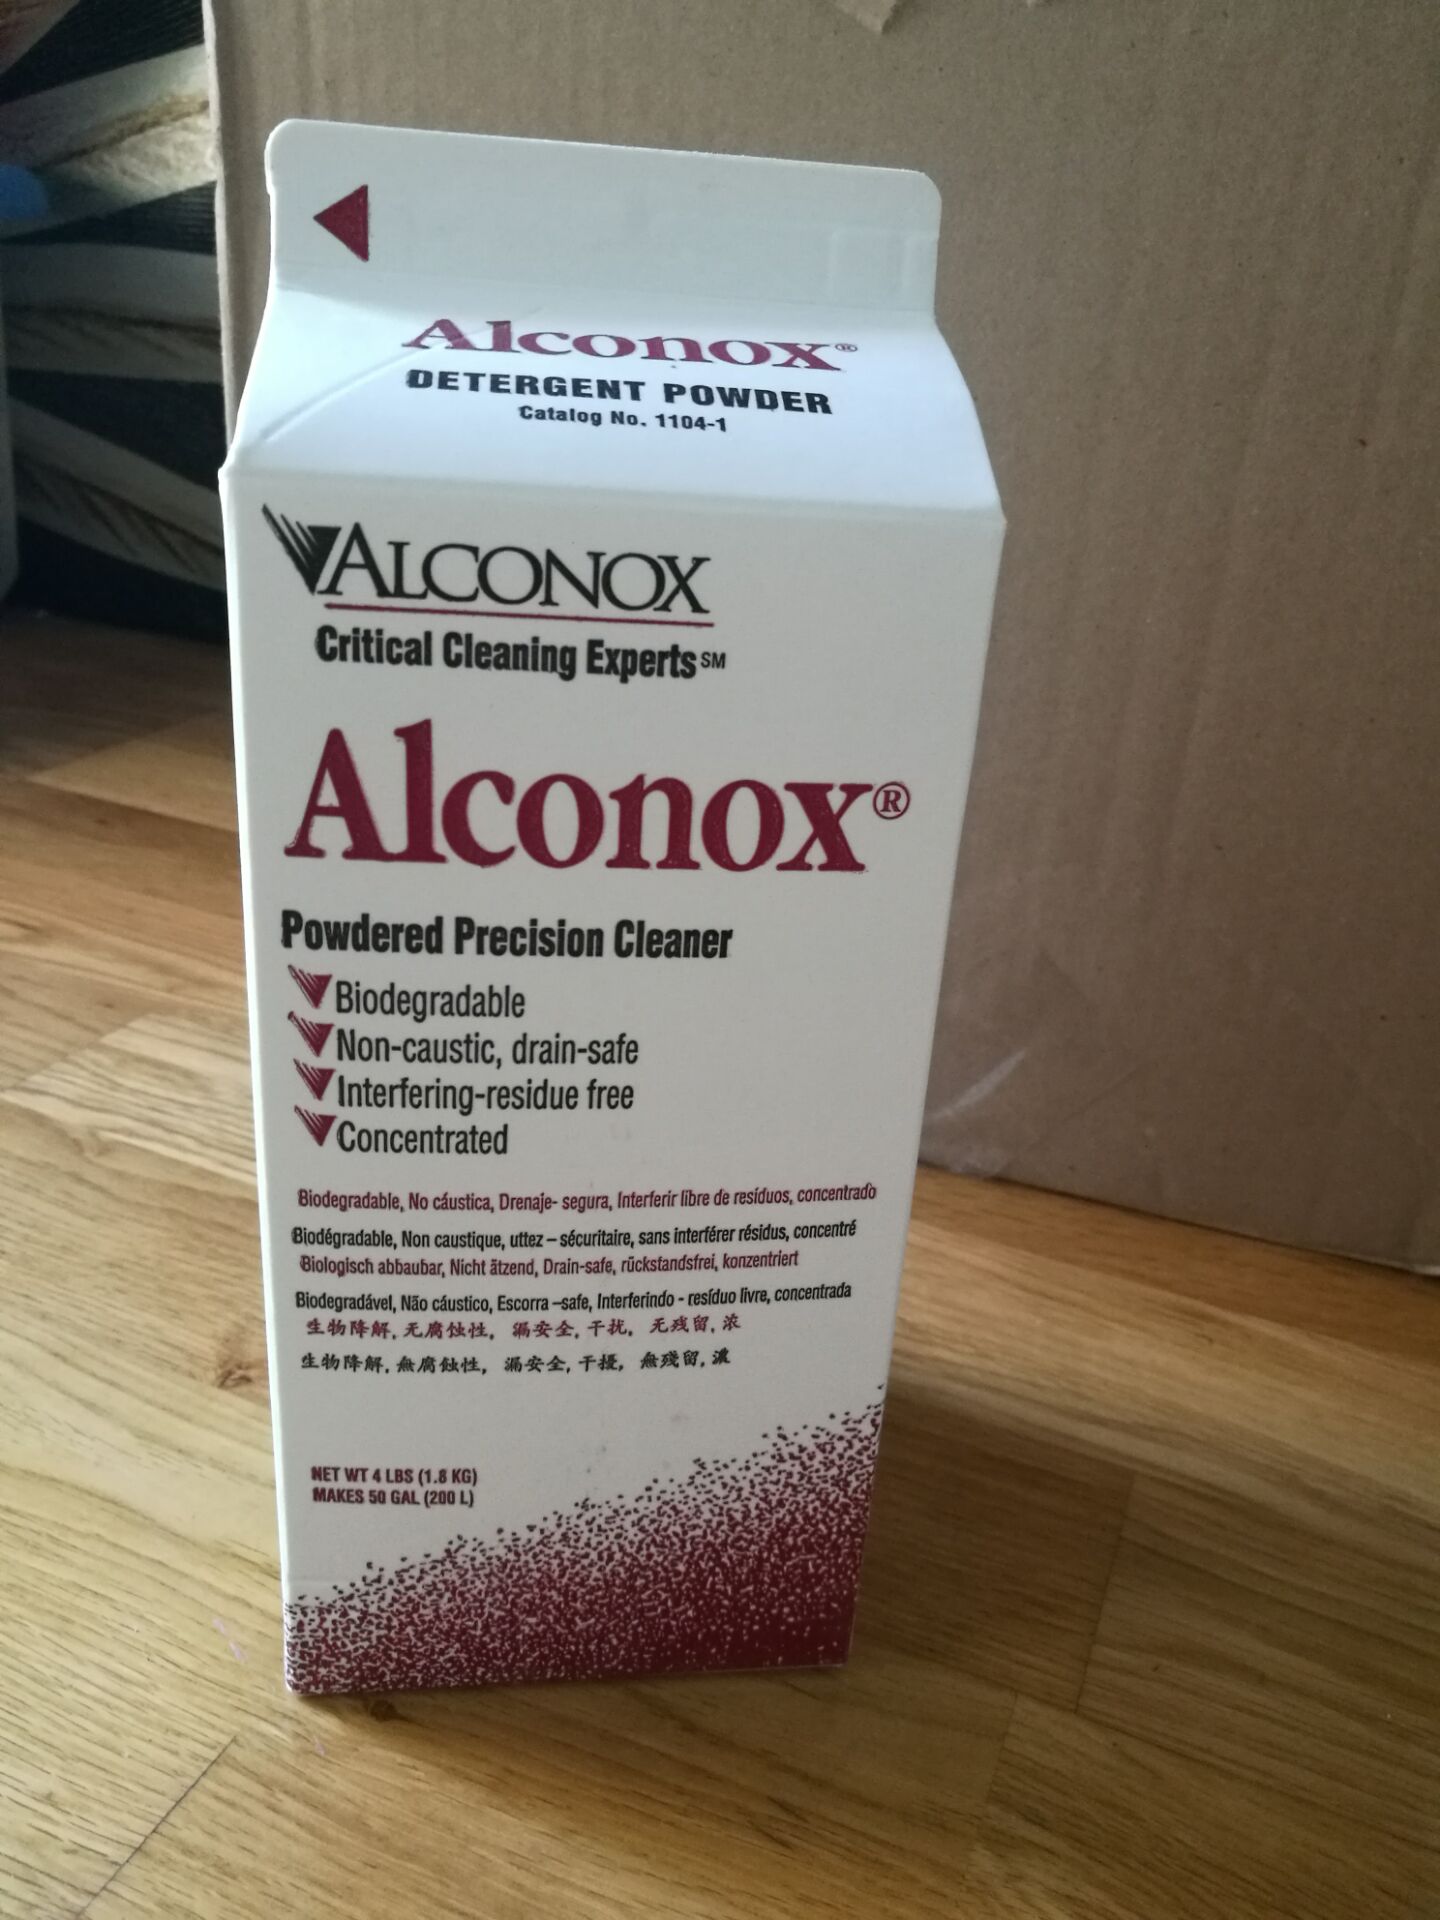 Alconox®
DETERGENT POWDER
Catalog No. 1104-1
ALCONOX
Critical Cleaning Experts℠
Alconox®
Powdered Precision Cleaner
Biodegradable
Non-caustic, drain-safe
Interfering-residue free
Concentrated
Biodegradable, No cáustica, Drenaje- segura, Interferir libre de resíduos, concentrado
Biodégradable, Non caustique, uttez – sécuritaire, sans interférer résidus, concentré
Biologisch abbaubar, Nicht ätzend, Drain-safe, rückstandsfrei, konzentriert
Biodegradável, Não cáustico, Escorra –safe, Interferindo - resíduo livre, concentrada
生物降解, 无腐蚀性, 漏安全, 干扰, 无残留, 浓
生物降解, 無腐蝕性, 漏安全, 干擾, 無殘留, 濃
NET WT 4 LBS (1.8 KG)
MAKES 50 GAL (200 L)